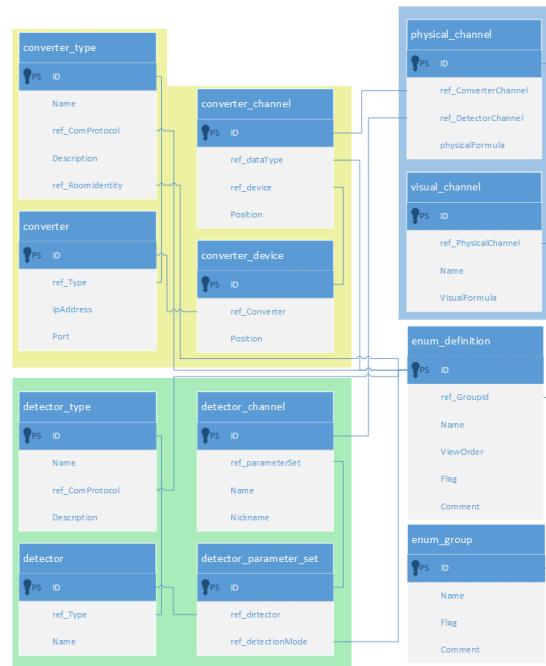 converter_type
PS ID
Name
ref_ComProtocol
Description
ref_RoomIdentity
converter
PS ID
ref_Type
IpAddress
Port
converter_channel
PS ID
ref_dataType
ref_device
Position
converter_device
PS ID
ref_Converter
Position
physical_channel
PS ID
ref_ConverterChannel
ref_DetectorChannel
physicalFormula
visual_channel
PS ID
ref_PhysicalChannel
Name
VisualFormula
detector_type
PS ID
Name
ref_ComProtocol
Description
detector
PS ID
ref_Type
Name
detector_channel
PS ID
ref_parameterSet
Name
Nickname
detector_parameter_set
PS ID
ref_detector
ref_detectionMode
enum_definition
PS ID
ref_GroupId
Name
ViewOrder
Flag
Comment
enum_group
PS ID
Name
Flag
Comment